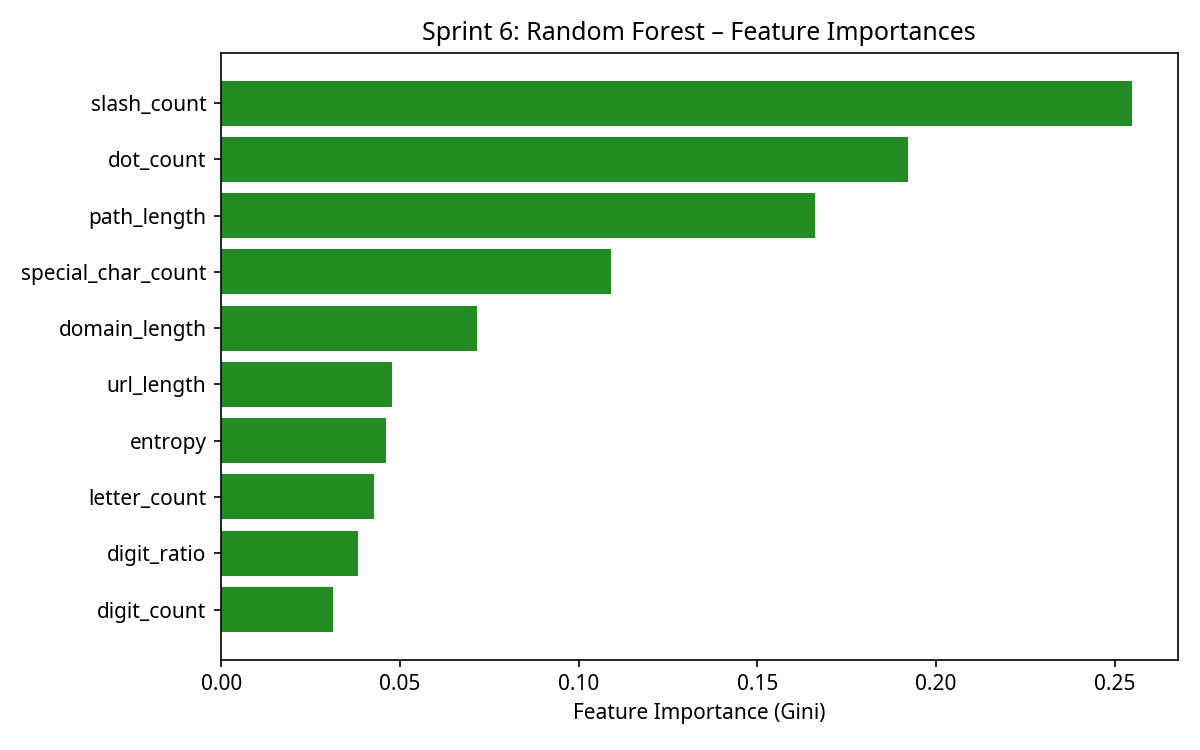 Sprint 6: Random Forest – Feature Importances
slash_count
dot_count
path_length
special_char_count
domain_length
url_length
entropy
letter_count
digit_ratio
digit_count
0.00 0.05 0.10 0.15 0.20 0.25
Feature Importance (Gini)